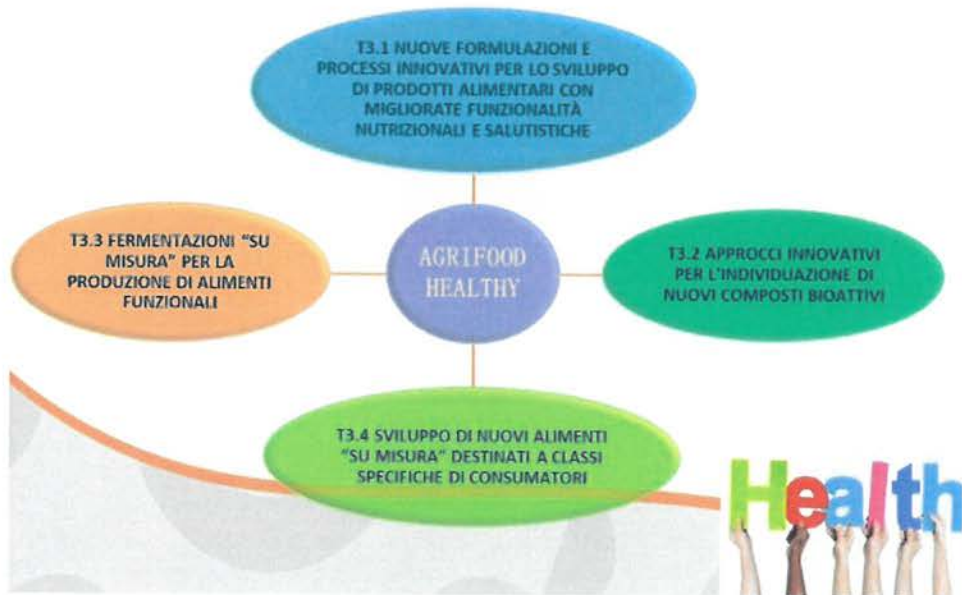 T3.1 NUOVE FORMULAZIONI E
PROCESSI INNOVATIVI PER LO SVILUPPO
DI PRODOTTI ALIMENTARI CON
MIGLIORATE FUNZIONALITÀ
NUTRIZIONALI E SALUTISTICHE
T3.3 FERMENTAZIONI "SU
MISURA" PER LA
PRODUZIONE DI ALIMENTI
FUNZIONALI
AGRIFOOD
HEALTHY
T3.2 APPROCCI INNOVATIVI
PER L'INDIVIDUAZIONE DI
NUOVI COMPOSTI BIOATTIVI
T3.4 SVILUPPO DI NUOVI ALIMENTI
"SU MISURA" DESTINATI A CLASSI
SPECIFICHE DI CONSUMATORI
Health